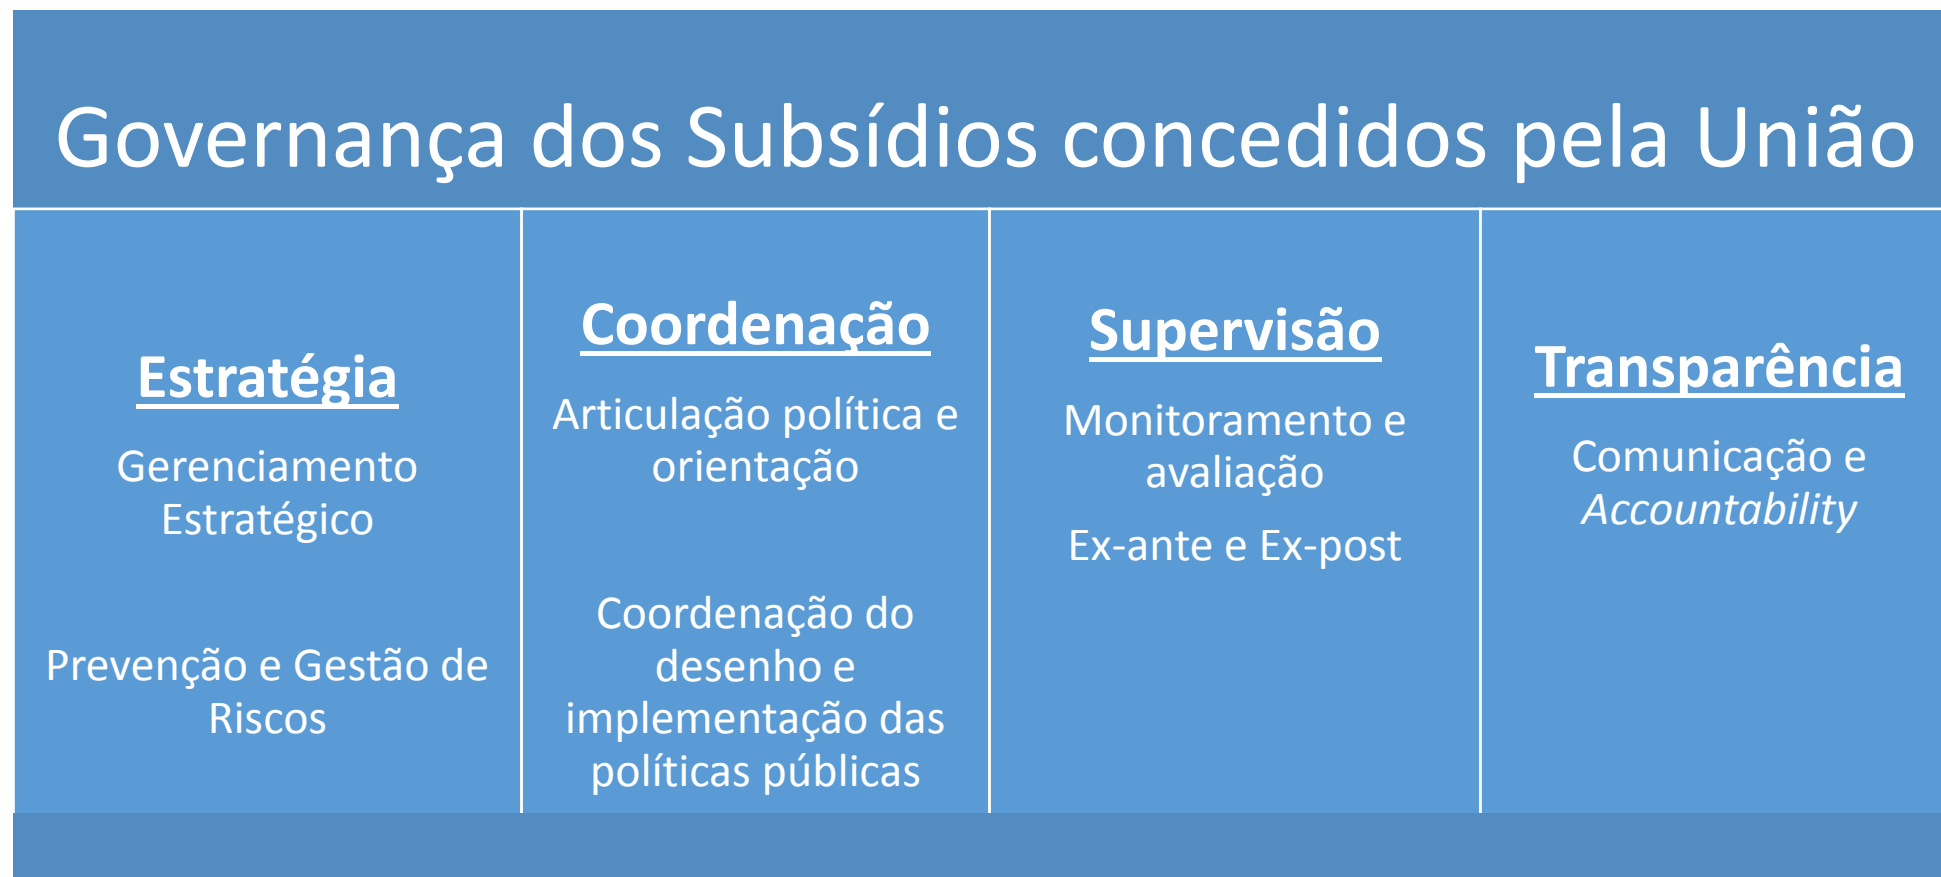 Governança dos Subsídios concedidos pela União
Estratégia
Gerenciamento
Estratégico
Prevenção e Gestão de
Riscos
Coordenação
Articulação política e
orientação
Coordenação do
desenho e
implementação das
políticas públicas
Supervisão
Monitoramento e
avaliação
Ex-ante e Ex-post
Transparência
Comunicação e
Accountability